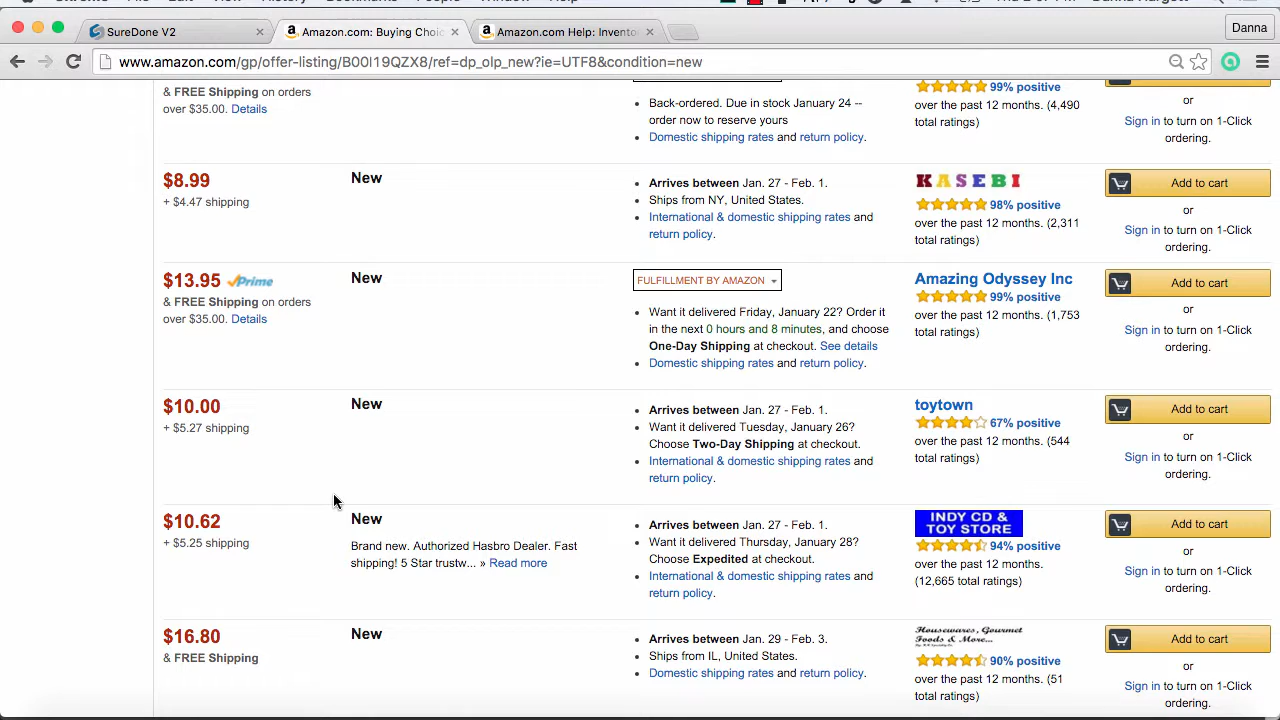 SureDone V2
Amazon.com: Buying Choic
Amazon.com Help: Invento
Danna
www.amazon.com/gp/offer-listing/B00I19QZX8/ref=dp_olp_new?ie=UTF8&condition=new
& FREE Shipping on orders
over $35.00. Details
Back-ordered. Due in stock January 24 --
order now to reserve yours
Domestic shipping rates and return policy.
99% positive
over the past 12 months. (4,490
total ratings)
or
Sign in to turn on 1-Click
ordering.
$8.99
+ $4.47 shipping
New
Arrives between Jan. 27 - Feb. 1.
Ships from NY, United States.
International & domestic shipping rates and
return policy.
KASEBI
98% positive
over the past 12 months. (2,311
total ratings)
Add to cart
or
Sign in to turn on 1-Click
ordering.
$13.95 Prime
& FREE Shipping on orders
over $35.00. Details
New
FULFILLMENT BY AMAZON
Want it delivered Friday, January 22? Order it
in the next 0 hours and 8 minutes, and choose
One-Day Shipping at checkout. See details
Domestic shipping rates and return policy.
Amazing Odyssey Inc
99% positive
over the past 12 months. (1,753
total ratings)
Add to cart
or
Sign in to turn on 1-Click
ordering.
$10.00
+ $5.27 shipping
New
Arrives between Jan. 27 - Feb. 1.
Want it delivered Tuesday, January 26?
Choose Two-Day Shipping at checkout.
International & domestic shipping rates and
return policy.
toytown
67% positive
over the past 12 months. (544
total ratings)
Add to cart
or
Sign in to turn on 1-Click
ordering.
$10.62
+ $5.25 shipping
New
Brand new. Authorized Hasbro Dealer. Fast
shipping! 5 Star trustw... » Read more
Arrives between Jan. 27 - Feb. 1.
Want it delivered Thursday, January 28?
Choose Expedited at checkout.
International & domestic shipping rates and
return policy.
INDY CD &
TOY STORE
94% positive
over the past 12 months.
(12,665 total ratings)
Add to cart
or
Sign in to turn on 1-Click
ordering.
$16.80
& FREE Shipping
New
Arrives between Jan. 29 - Feb. 3.
Ships from IL, United States.
Domestic shipping rates and return policy.
Housewares, Gourmet
Foods & More...
90% positive
over the past 12 months. (51
total ratings)
Add to cart
or
Sign in to turn on 1-Click
ordering.